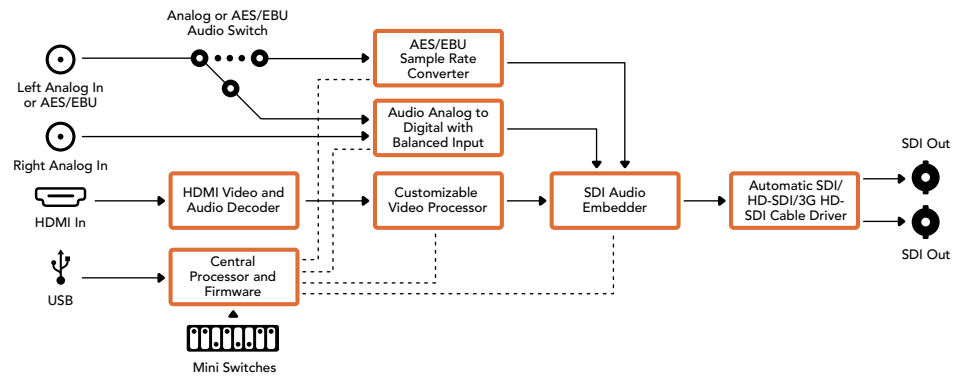 Analog or AES/EBU
Audio Switch
Left Analog In
or AES/EBU
Right Analog In
HDMI In
USB
AES/EBU
Sample Rate
Converter
Audio Analog to
Digital with
Balanced Input
HDMI Video and
Audio Decoder
Customizable
Video Processor
SDI Audio
Embedder
Automatic SDI/
HD-SDI/3G HD-
SDI Cable Driver
SDI Out
SDI Out
Central
Processor and
Firmware
Mini Switches